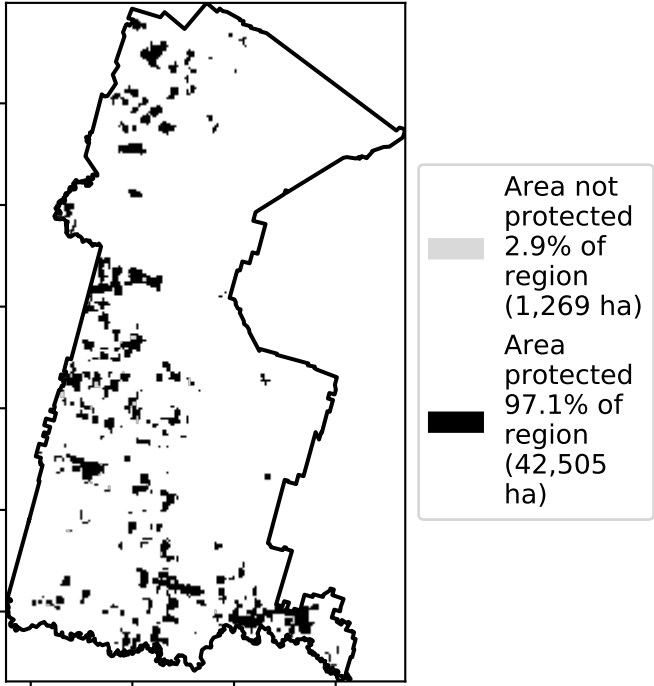 Area not
protected
2.9% of
region
(1,269 ha)
Area
protected
97.1% of
region
(42,505
ha)